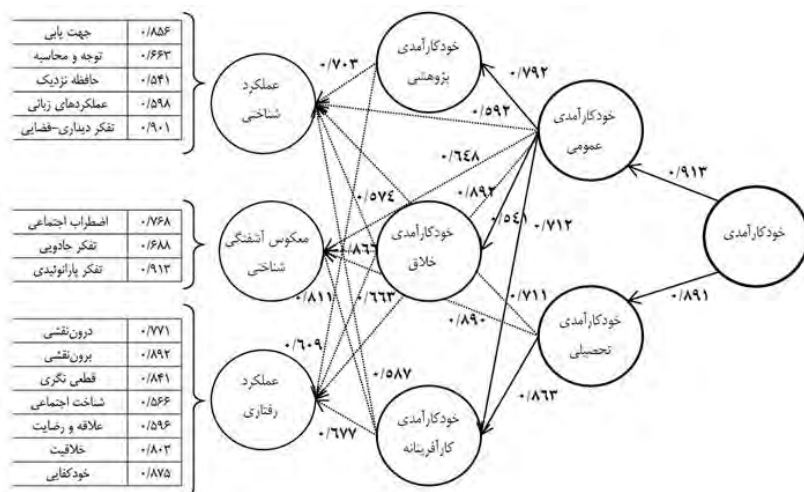 جهت یابی ۰/۸۵۶
توجه و محاسبه ۰/۶۶۳
حافظه نزدیک ۰/۵۴۱
عملکردهای زبانی ۰/۵۹۸
تفکر دیداری-فضایی ۰/۹۰۱
اضطراب اجتماعی ۰/۷۶۸
تفکر جادویی ۰/۶۸۸
تفکر پارانوئیدی ۰/۹۱۳
درون‌نقشی ۰/۷۷۱
برون‌نقشی ۰/۸۹۲
قطعی نگری ۰/۸۴۱
شناخت اجتماعی ۰/۵۶۶
علاقه و رضایت ۰/۵۹۶
خلاقیت ۰/۸۰۳
خودکفایی ۰/۸۷۵
عملکرد
شناختی
معکوس آشفتگی
شناختی
عملکرد
رفتاری
خودکارآمدی
پژوهشی
خودکارآمدی
خلاق
خودکارآمدی
کارآفرینانه
خودکارآمدی
عمومی
خودکارآمدی
تحصیلی
خودکارآمدی
۰/۷۰۳
۰/۷۹۲
۰/۵۹۲
۰/۶٤۸
۰/۵۷٤
۰/۸۹۲
۰/۵٤۱
۰/۷۱۲
۰/۹۱۳
۰/۸۱۱
۰/۶۶۳
۰/۷۱۱
۰/۸۹۰
۰/۸۹۱
۰/۶۰۹
۰/۵۸۷
۰/۸۶۳
۰/۶۷۷